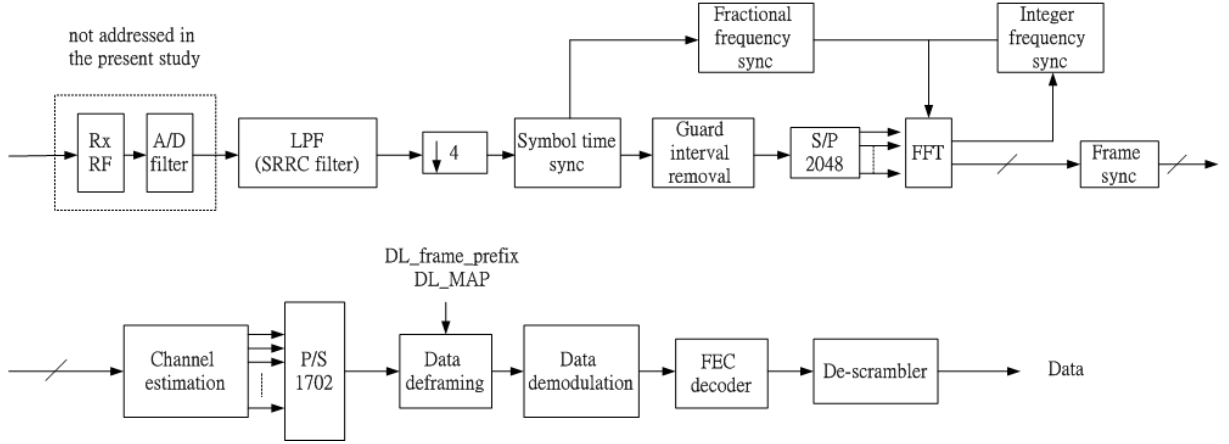 not addressed in
the present study
Fractional
frequency
sync
Integer
frequency
sync
Rx
RF
A/D
filter
LPF
(SRRC filter)
4
Symbol time
sync
Guard
interval
removal
S/P
2048
FFT
Frame
sync
DL_frame_prefix
DL_MAP
Channel
estimation
P/S
1702
Data
deframing
Data
demodulation
FEC
decoder
De-scrambler
Data